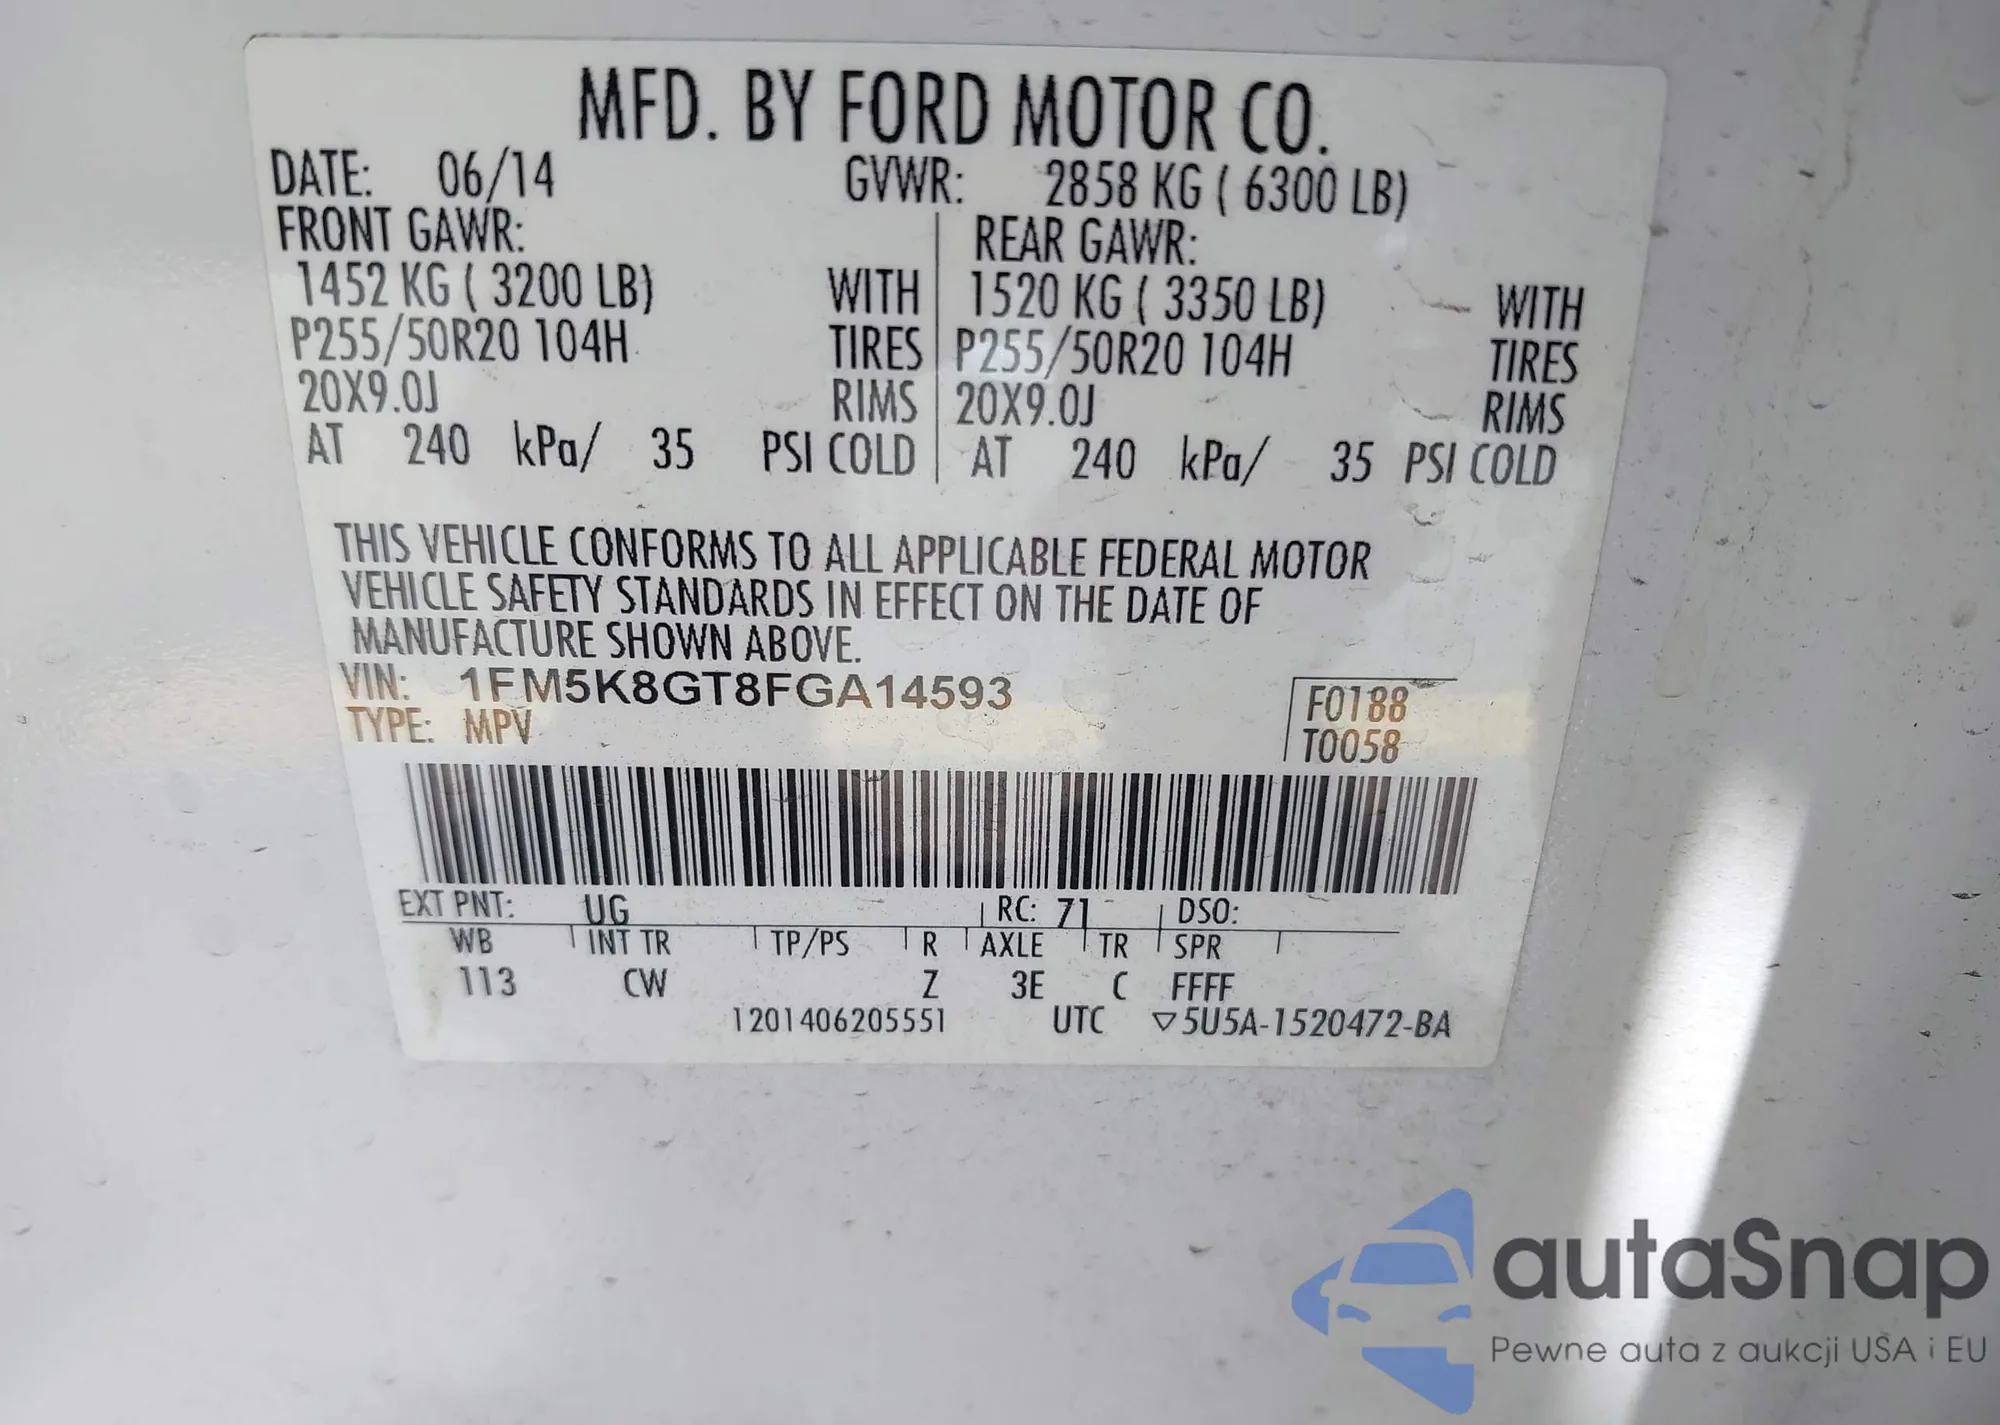 MFD. BY FORD MOTOR CO.
DATE: 06/14 GVWR: 2858 KG ( 6300 LB)
FRONT GAWR: REAR GAWR:
1452 KG ( 3200 LB) WITH 1520 KG ( 3350 LB) WITH
P255/50R20 104H TIRES P255/50R20 104H TIRES
20X9.0J RIMS 20X9.0J RIMS
AT 240 kPa/ 35 PSI COLD AT 240 kPa/ 35 PSI COLD
THIS VEHICLE CONFORMS TO ALL APPLICABLE FEDERAL MOTOR
VEHICLE SAFETY STANDARDS IN EFFECT ON THE DATE OF
MANUFACTURE SHOWN ABOVE.
VIN: 1FM5K8GT8FGA14593 F0188
TYPE: MPV T0058
EXT PNT: UG RC: 71 DSO:
WB INT TR TP/PS R AXLE TR SPR
113 CW Z 3E C FFFF
1201406205551 UTC ▽5U5A-1520472-BA
autaSnap
Pewne auta z aukcji USA i EU